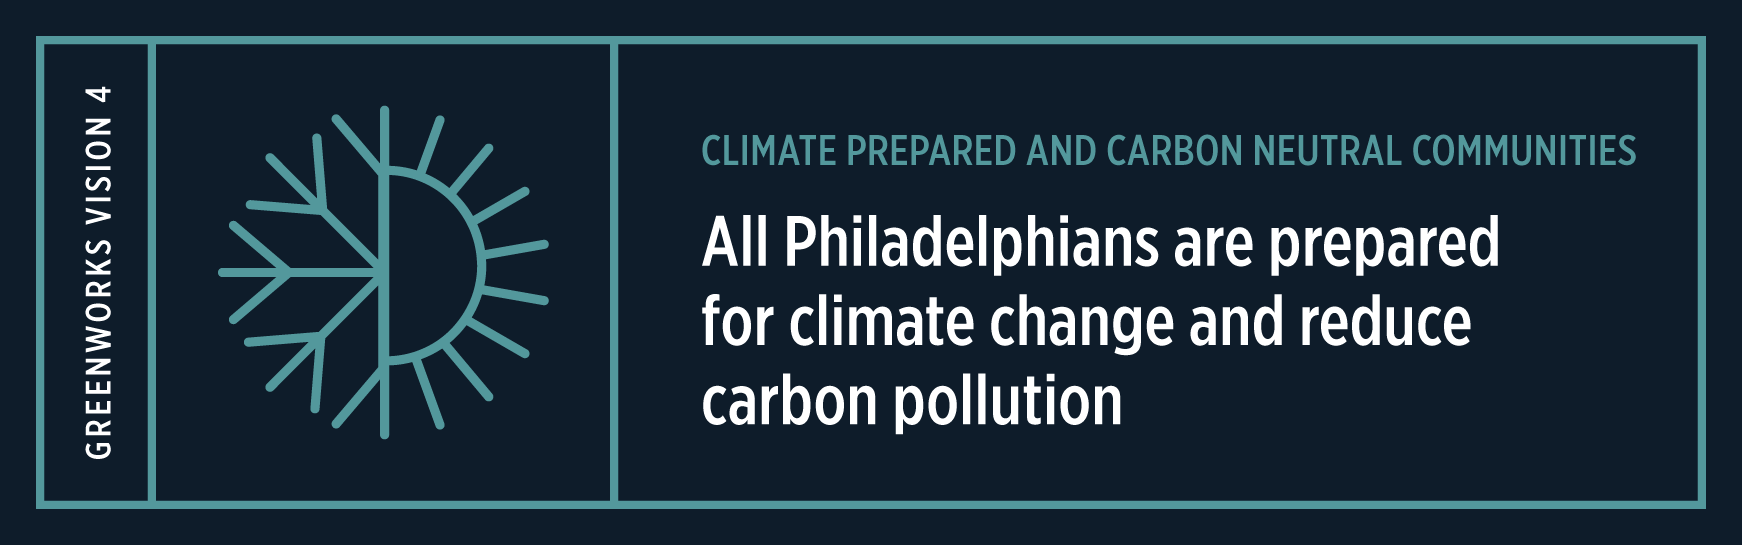 GREENWORKS VISION 4
CLIMATE PREPARED AND CARBON NEUTRAL COMMUNITIES
All Philadelphians are prepared
for climate change and reduce
carbon pollution